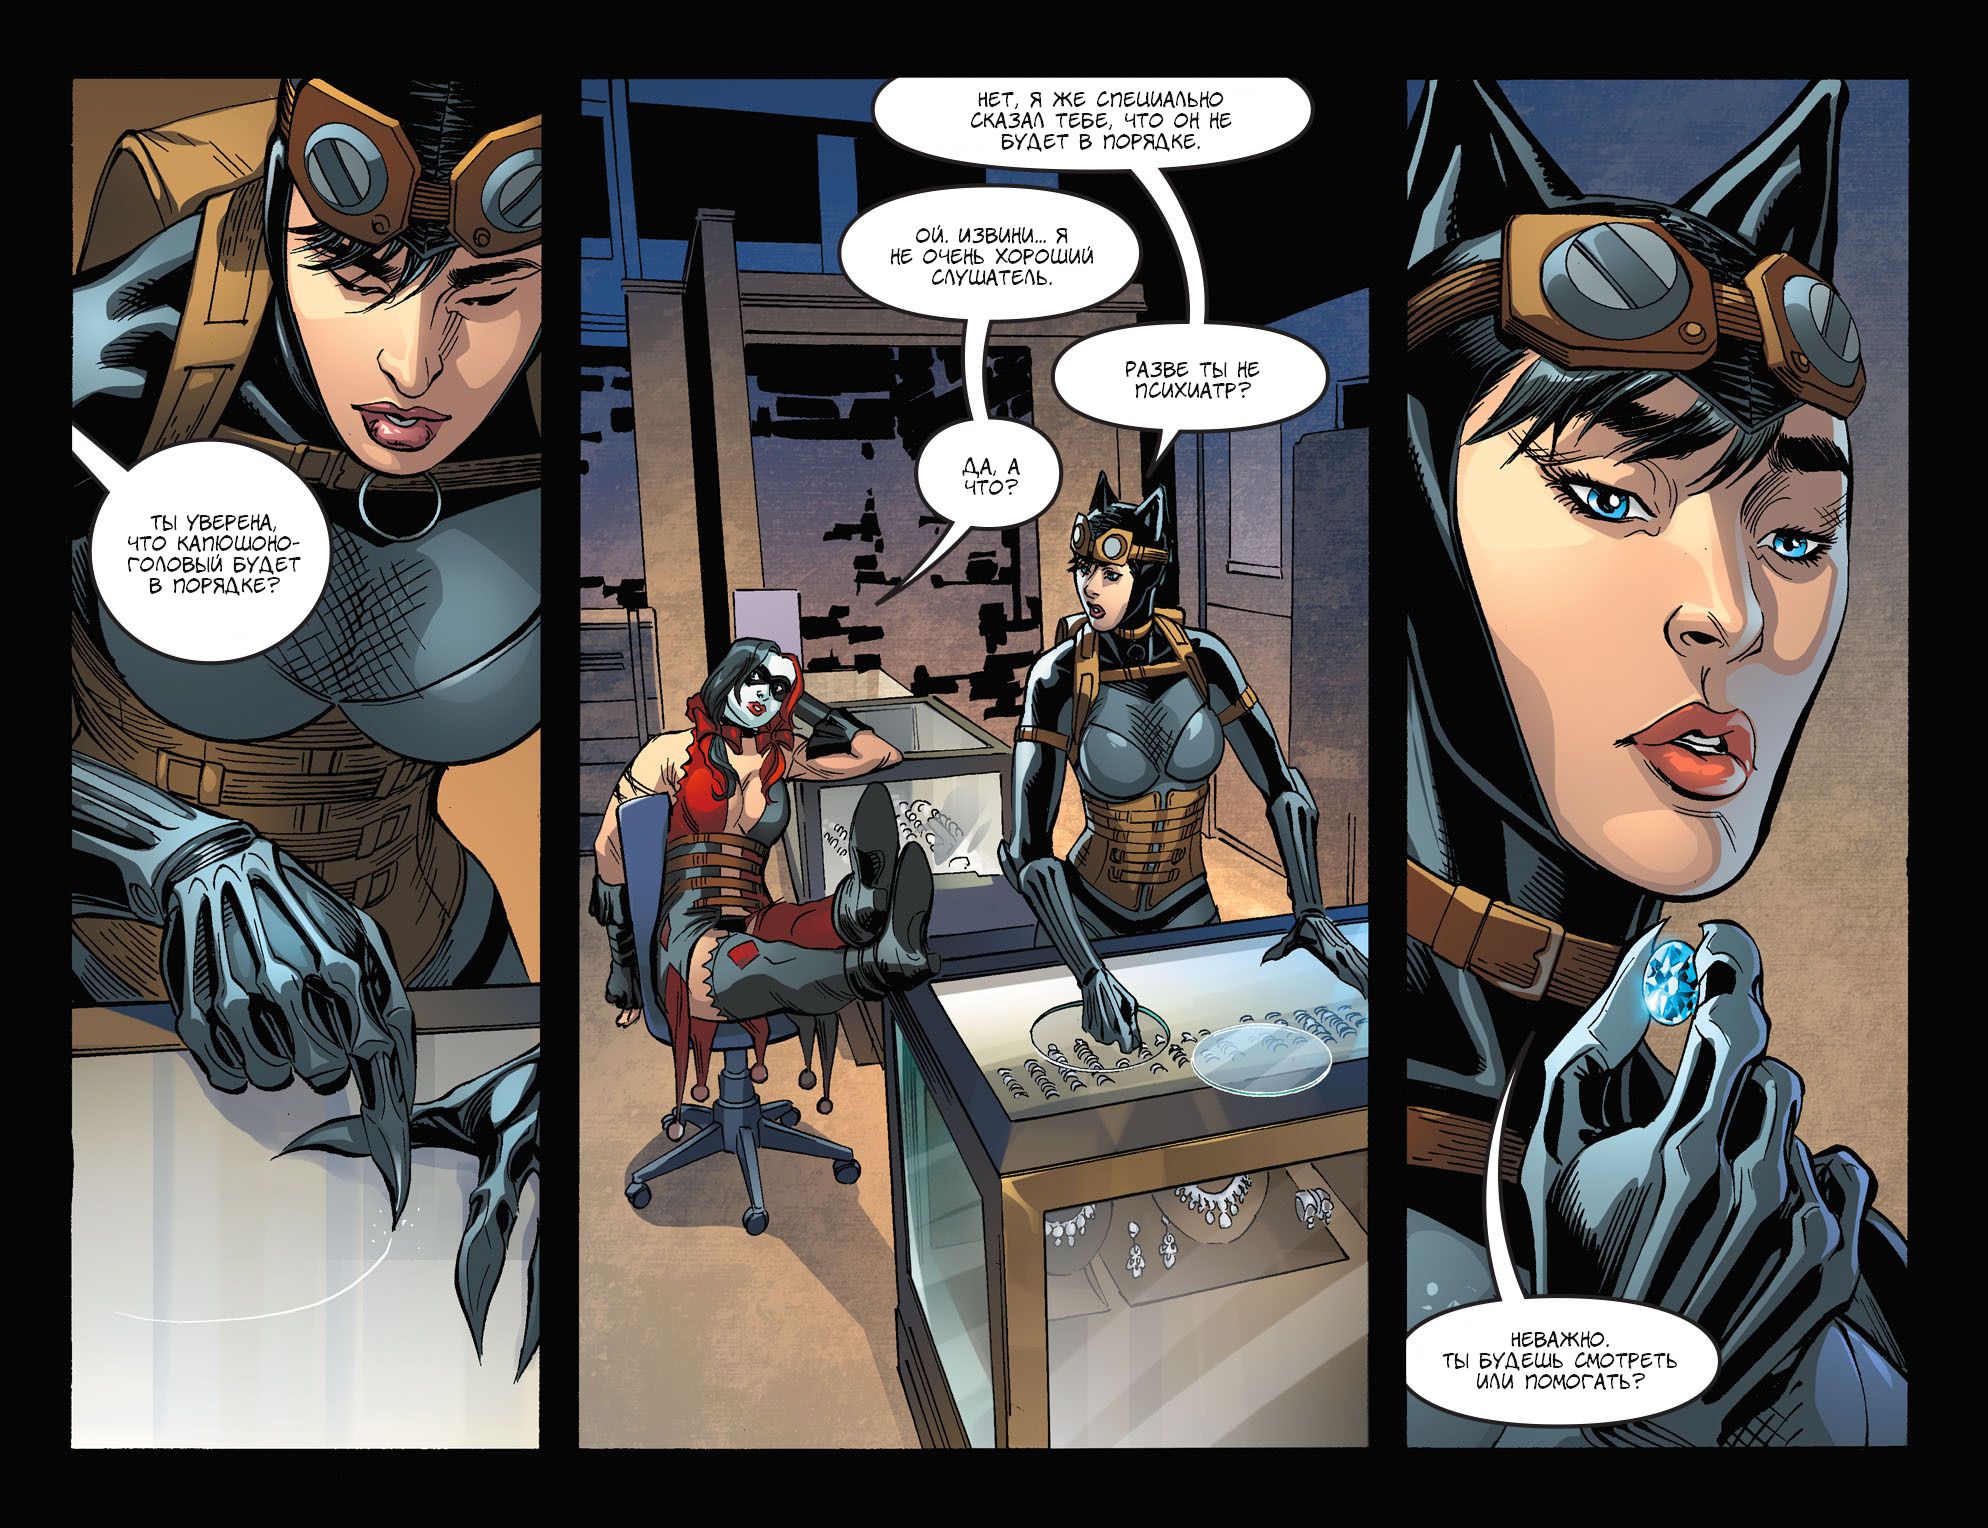 ТЫ УВЕРЕНА,
ЧТО КАПЮШОНО-
ГОЛОВЫЙ БУДЕТ
В ПОРЯДКЕ?
НЕТ, Я ЖЕ СПЕЦИАЛЬНО
СКАЗАЛ ТЕБЕ, ЧТО ОН НЕ
БУДЕТ В ПОРЯДКЕ.
ОЙ. ИЗВИНИ... Я
НЕ ОЧЕНЬ ХОРОШИЙ
СЛУШАТЕЛЬ.
РАЗВЕ ТЫ НЕ
ПСИХИАТР?
ДА, А
ЧТО?
НЕВАЖНО.
ТЫ БУДЕШЬ СМОТРЕТЬ
ИЛИ ПОМОГАТЬ?